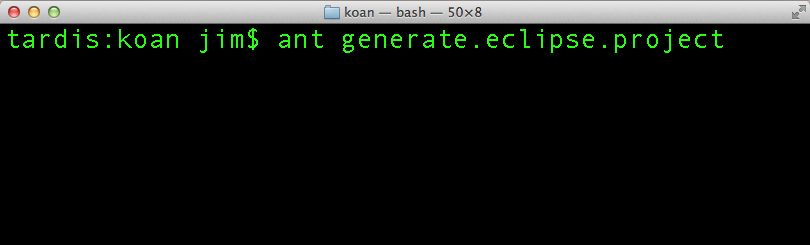 koan — bash — 50×8
tardis:koan jim$ ant generate.eclipse.project